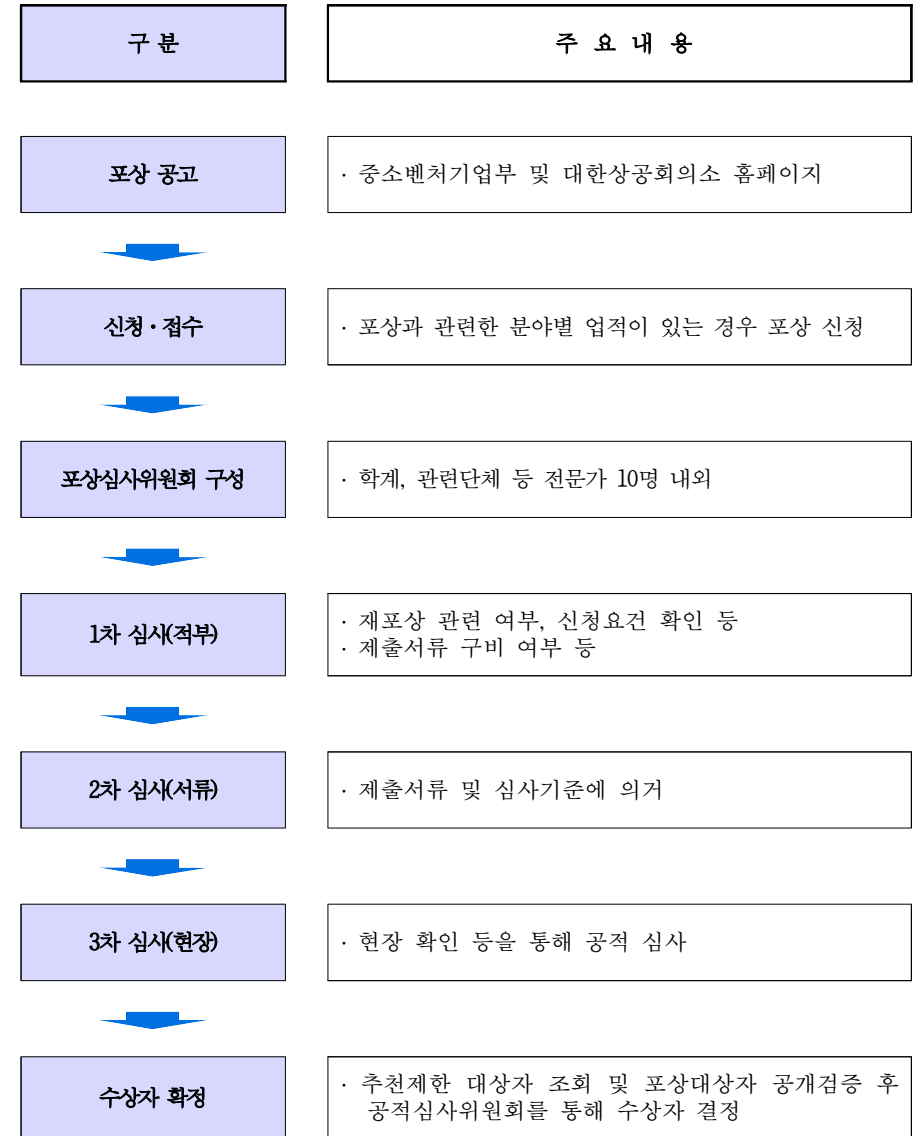 구 분
주 요 내 용
포상 공고
· 중소벤처기업부 및 대한상공회의소 홈페이지
신청·접수
· 포상과 관련한 분야별 업적이 있는 경우 포상 신청
포상심사위원회 구성
· 학계, 관련단체 등 전문가 10명 내외
1차 심사(적부)
· 재포상 관련 여부, 신청요건 확인 등
· 제출서류 구비 여부 등
2차 심사(서류)
· 제출서류 및 심사기준에 의거
3차 심사(현장)
· 현장 확인 등을 통해 공적 심사
수상자 확정
· 추천제한 대상자 조회 및 포상대상자 공개검증 후
공적심사위원회를 통해 수상자 결정